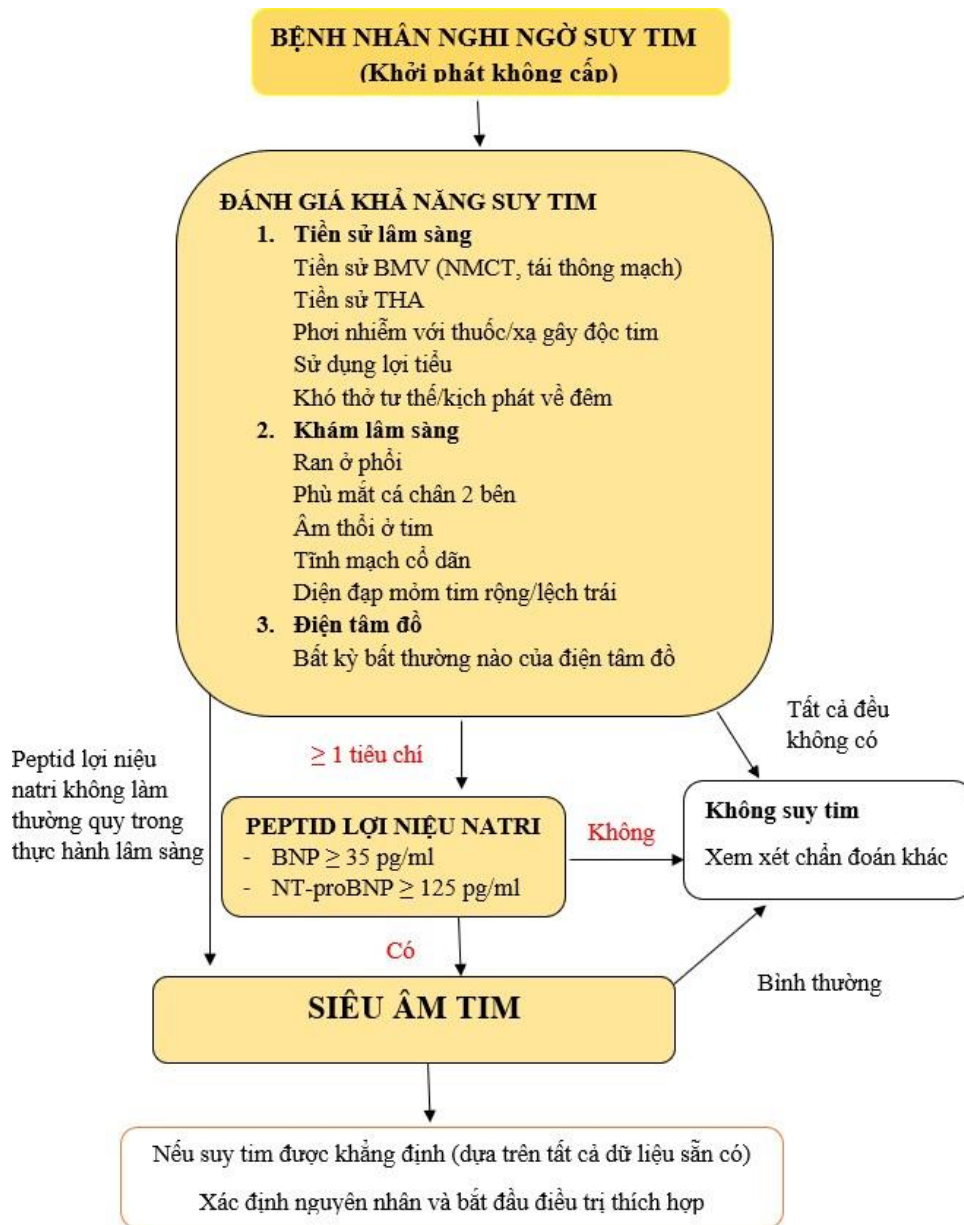 BỆNH NHÂN NGHI NGỜ SUY TIM
(Khởi phát không cấp)
ĐÁNH GIÁ KHẢ NĂNG SUY TIM
1. Tiền sử lâm sàng
Tiền sử BMV (NMCT, tái thông mạch)
Tiền sử THA
Phơi nhiễm với thuốc/xạ gây độc tim
Sử dụng lợi tiểu
Khó thở tư thế/kịch phát về đêm
2. Khám lâm sàng
Ran ở phổi
Phù mắt cá chân 2 bên
Âm thổi ở tim
Tĩnh mạch cổ dãn
Diện đạp mỏm tim rộng/lệch trái
3. Điện tâm đồ
Bất kỳ bất thường nào của điện tâm đồ
Peptid lợi niệu
natri không làm
thường quy trong
thực hành lâm sàng
≥ 1 tiêu chí
Tất cả đều
không có
PEPTID LỢI NIỆU NATRI
- BNP ≥ 35 pg/ml
- NT-proBNP ≥ 125 pg/ml
Không
Không suy tim
Xem xét chẩn đoán khác
Có
Bình thường
SIÊU ÂM TIM
Nếu suy tim được khẳng định (dựa trên tất cả dữ liệu sẵn có)
Xác định nguyên nhân và bắt đầu điều trị thích hợp